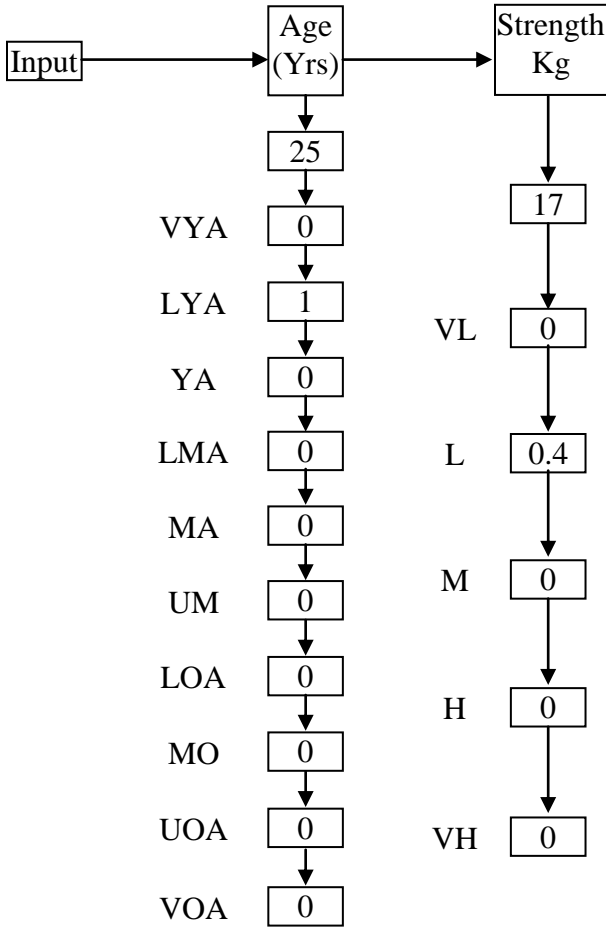 Input
Age
(Yrs)
25
VYA 0
LYA 1
YA 0
LMA 0
MA 0
UM 0
LOA 0
MO 0
UOA 0
VOA 0
Strength
Kg
17
VL 0
L 0.4
M 0
H 0
VH 0